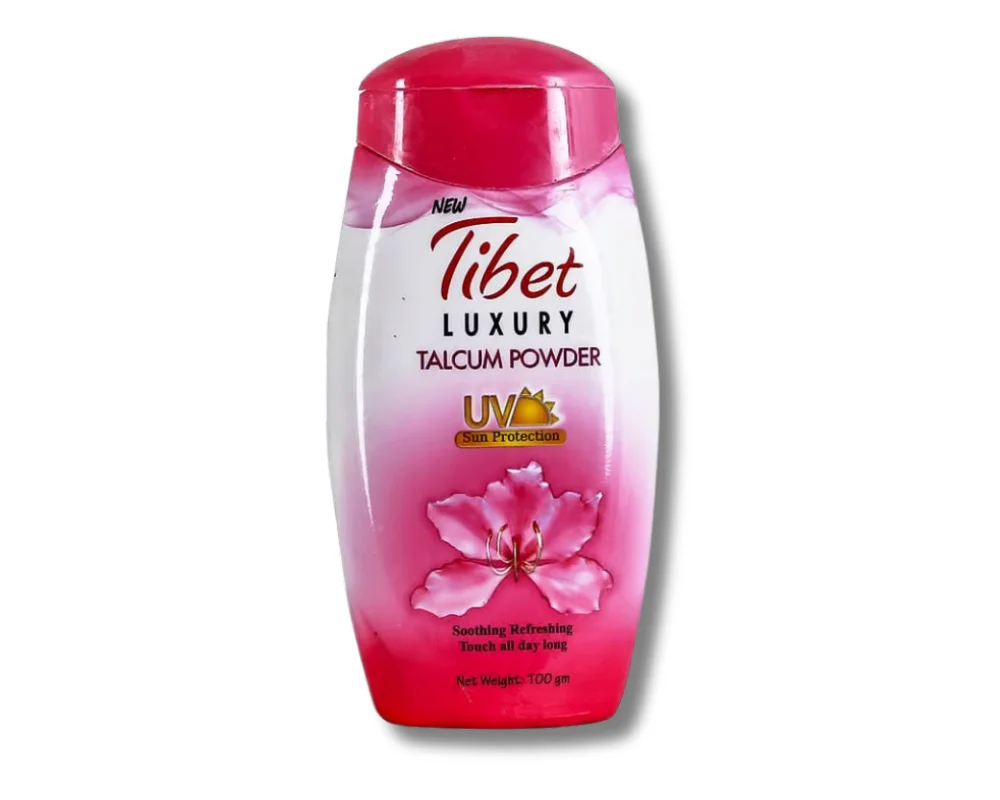 NEW
Tibet
LUXURY
TALCUM POWDER
UV
Sun Protection
Soothing Refreshing
Touch all day long
Net Weight: 100 gm